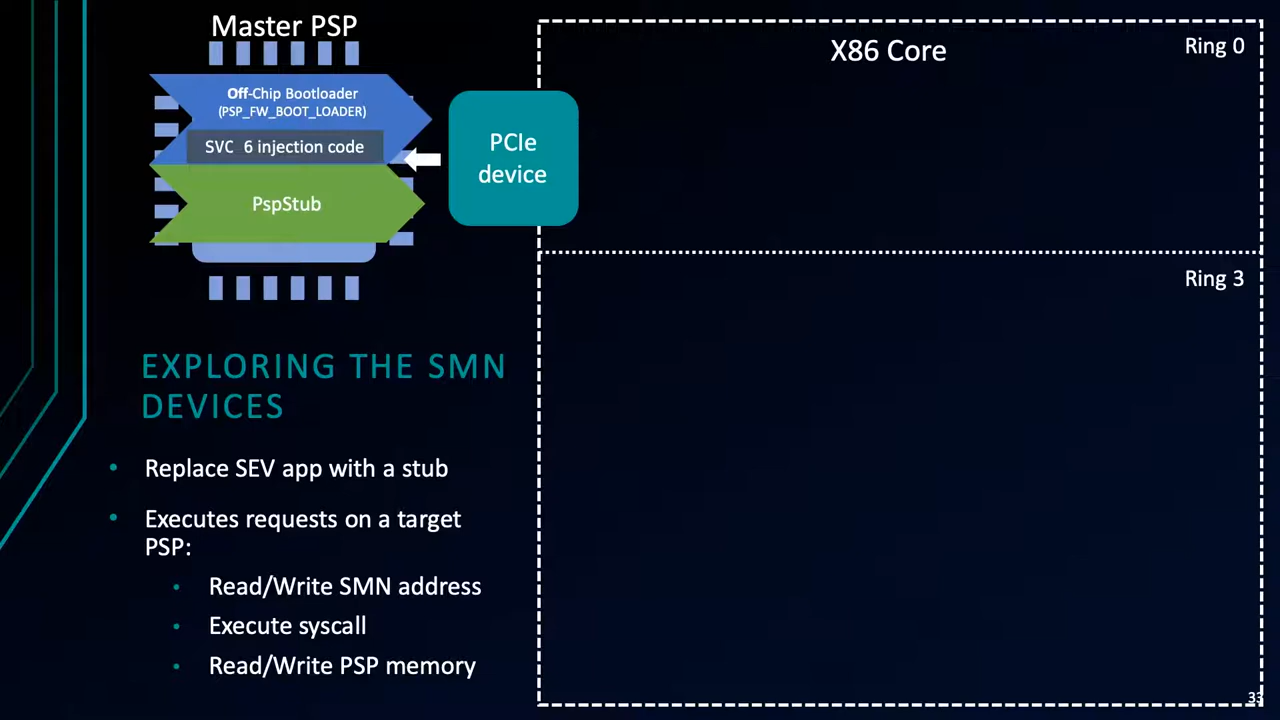 Master PSP
Off-Chip Bootloader
(PSP_FW_BOOT_LOADER)
SVC 6 injection code
PspStub
PCIe
device
X86 Core
Ring 0
Ring 3
EXPLORING THE SMN
DEVICES
• Replace SEV app with a stub
• Executes requests on a target
PSP:
• Read/Write SMN address
• Execute syscall
• Read/Write PSP memory
33